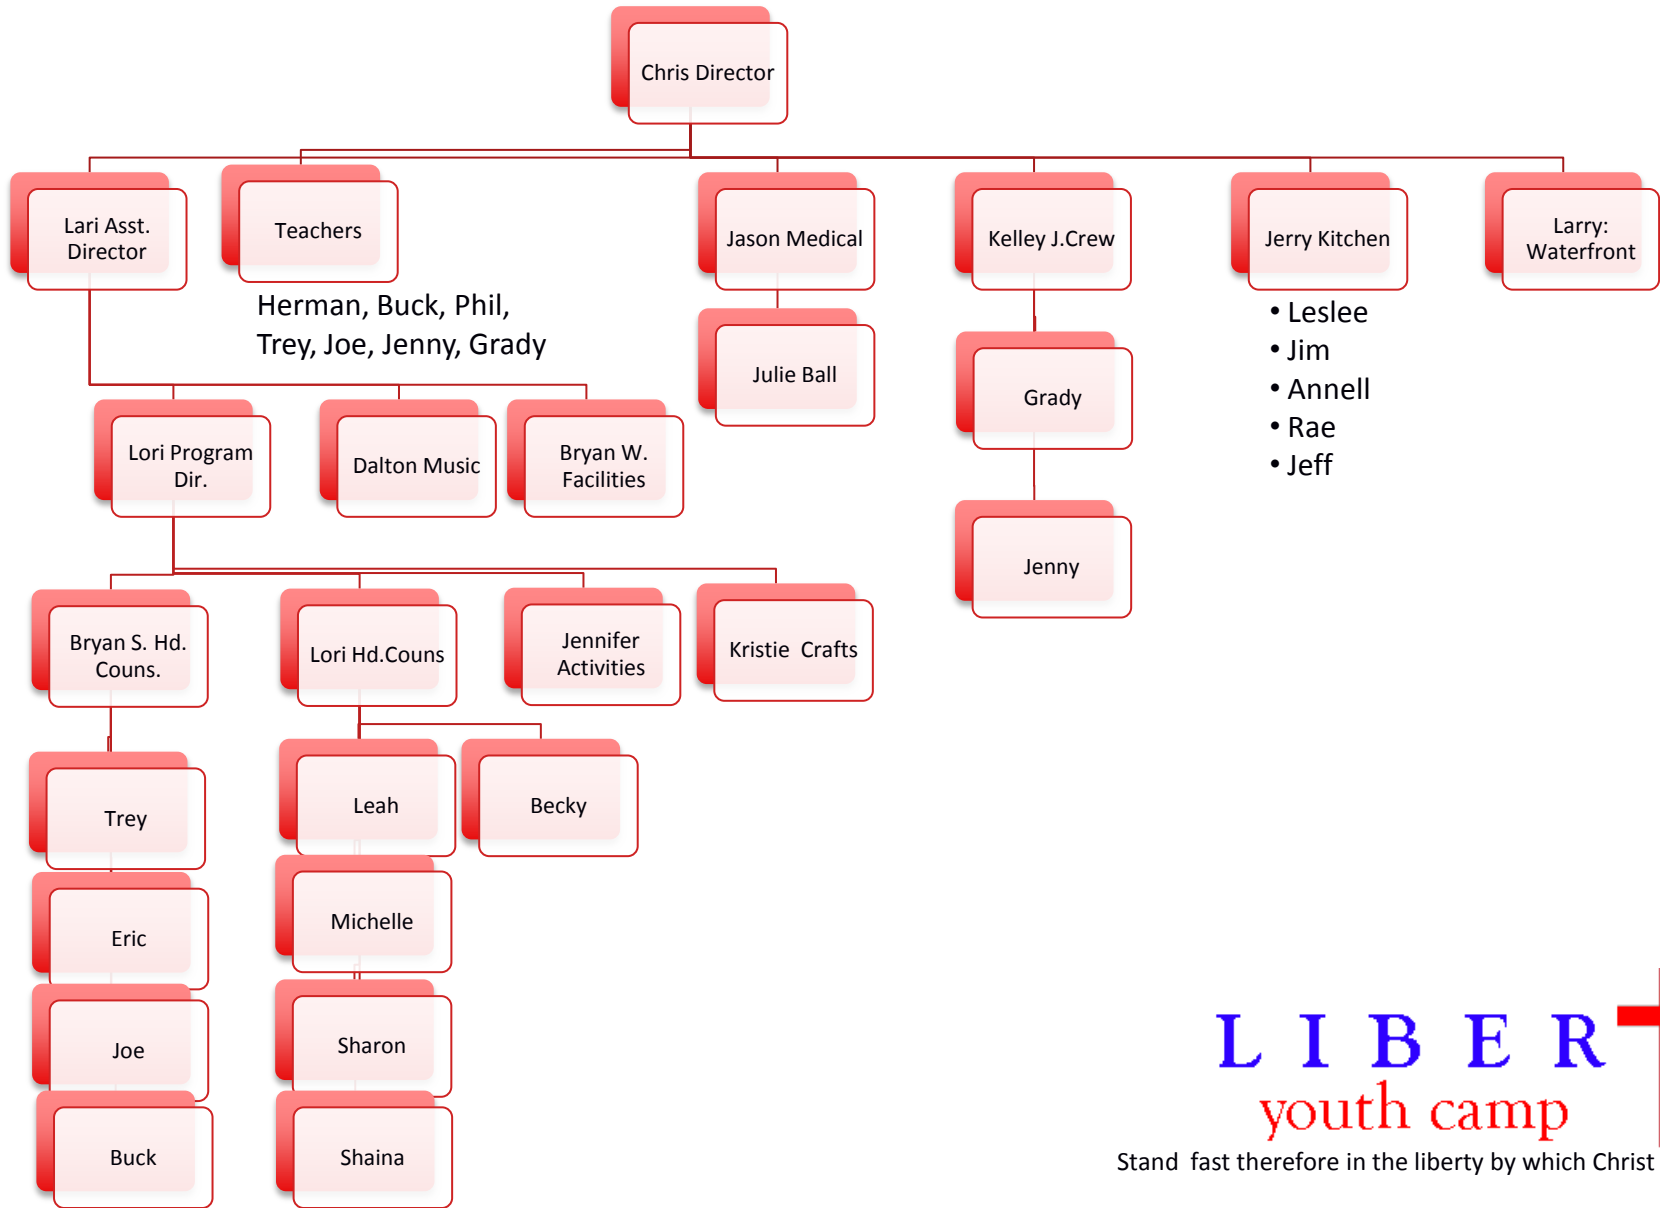 Chris Director
Lari Asst.
Director
Teachers
Jason Medical
Kelley J.Crew
Jerry Kitchen
Larry:
Waterfront
Herman, Buck, Phil,
Trey, Joe, Jenny, Grady
• Leslee
• Jim
• Annell
• Rae
• Jeff
Julie Ball
Grady
Jenny
Lori Program
Dir.
Dalton Music
Bryan W.
Facilities
Bryan S. Hd.
Couns.
Lori Hd.Couns
Jennifer
Activities
Kristie Crafts
Trey
Eric
Joe
Buck
Leah
Becky
Michelle
Sharon
Shaina
L I B E R
youth camp
Stand fast therefore in the liberty by which Christ